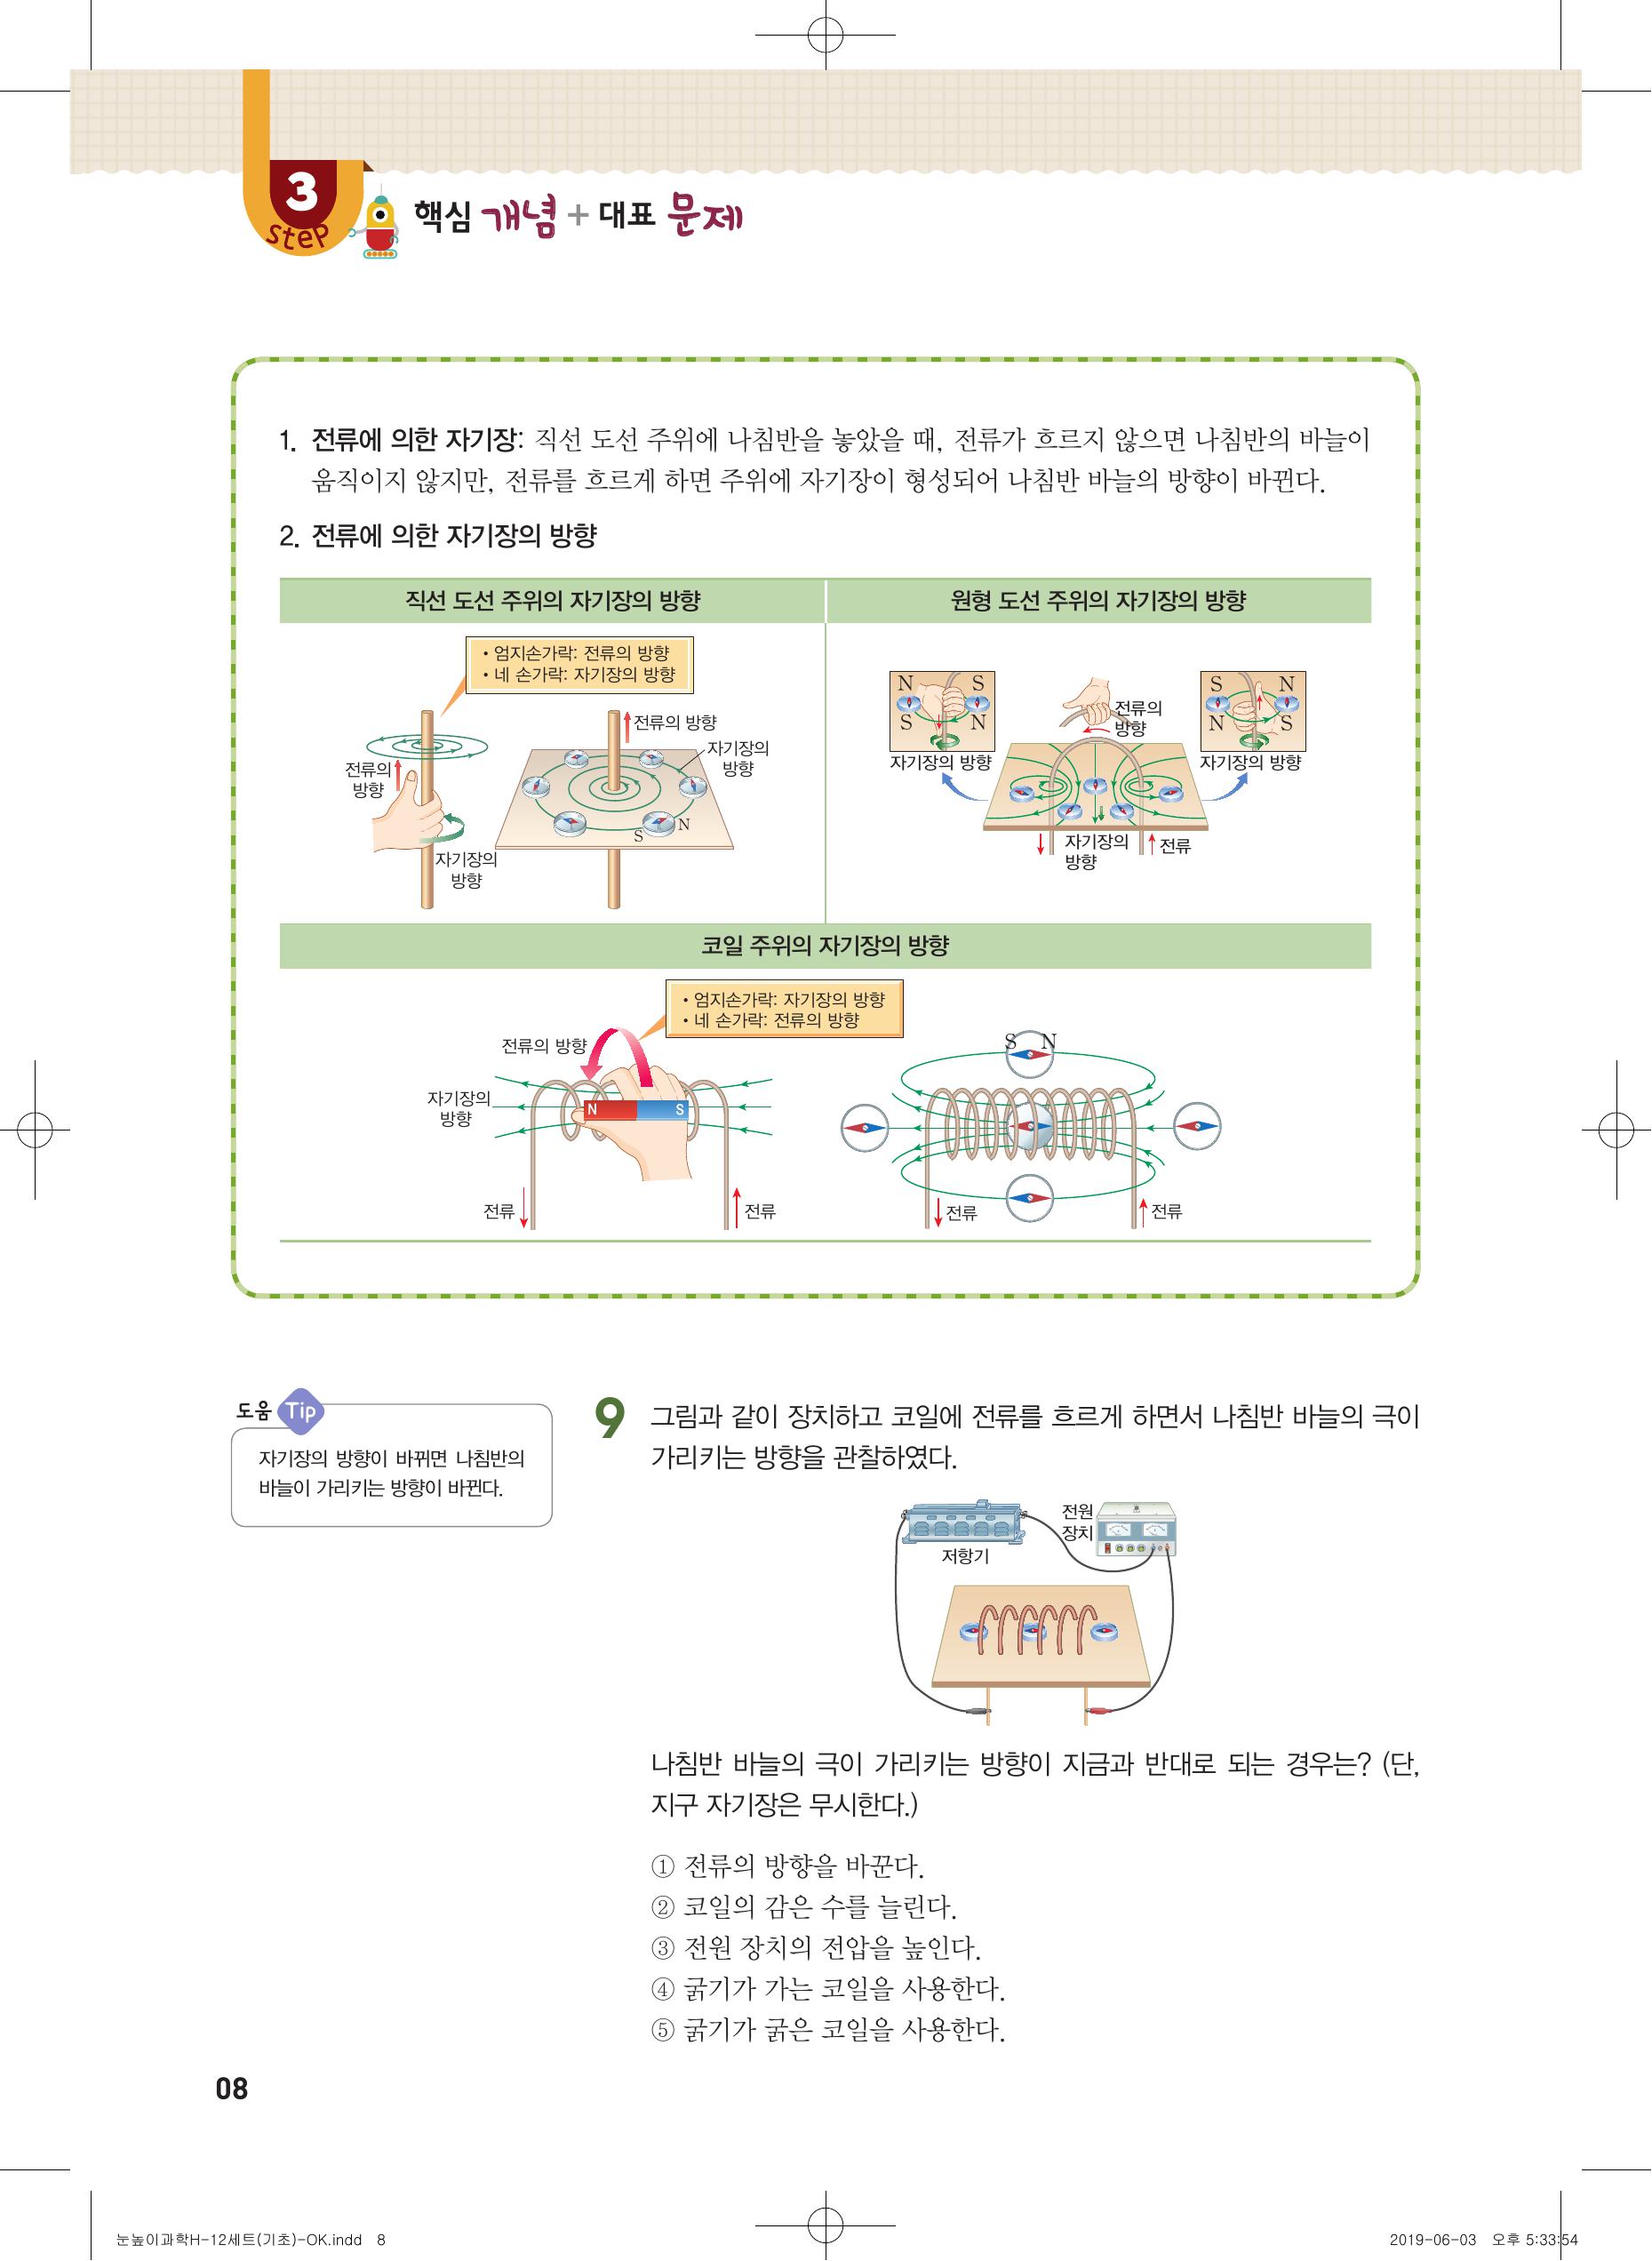 3
step
핵심 개념 + 대표 문제
1. 전류에 의한 자기장: 직선 도선 주위에 나침반을 놓았을 때, 전류가 흐르지 않으면 나침반의 바늘이
움직이지 않지만, 전류를 흐르게 하면 주위에 자기장이 형성되어 나침반 바늘의 방향이 바뀐다.
2. 전류에 의한 자기장의 방향
직선 도선 주위의 자기장의 방향
• 엄지손가락: 전류의 방향
• 네 손가락: 자기장의 방향
전류의
방향
자기장의
방향
전류의 방향
자기장의
방향
S
N
원형 도선 주위의 자기장의 방향
N S
S N
자기장의 방향
전류의
방향
S N
N S
자기장의 방향
자기장의
방향
전류
코일 주위의 자기장의 방향
• 엄지손가락: 자기장의 방향
• 네 손가락: 전류의 방향
전류의 방향
자기장의
방향
N S
전류
전류
S N
전류
전류
도움 Tip
자기장의 방향이 바뀌면 나침반의
바늘이 가리키는 방향이 바뀐다.
9 그림과 같이 장치하고 코일에 전류를 흐르게 하면서 나침반 바늘의 극이
가리키는 방향을 관찰하였다.
저항기
전원
장치
나침반 바늘의 극이 가리키는 방향이 지금과 반대로 되는 경우는? (단,
지구 자기장은 무시한다.)
① 전류의 방향을 바꾼다.
② 코일의 감은 수를 늘린다.
③ 전원 장치의 전압을 높인다.
④ 굵기가 가는 코일을 사용한다.
⑤ 굵기가 굵은 코일을 사용한다.
08
눈높이과학H-12세트(기초)-OK.indd 8
2019-06-03 오후 5:33:54